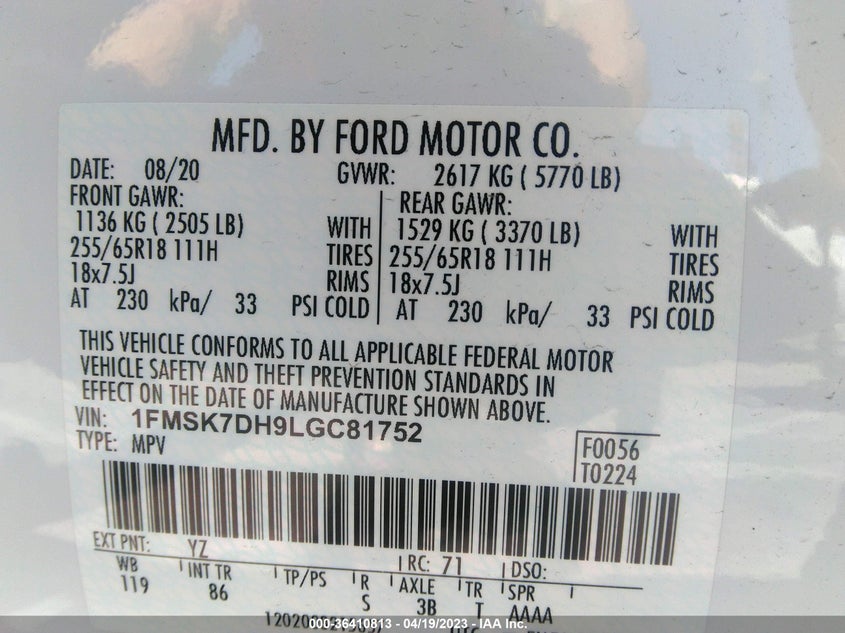 MFD. BY FORD MOTOR CO.
DATE: 08/20 GVWR: 2617 KG ( 5770 LB)
FRONT GAWR: REAR GAWR:
1136 KG ( 2505 LB) WITH 1529 KG ( 3370 LB) WITH
255/65R18 111H TIRES 255/65R18 111H TIRES
18x7.5J RIMS 18x7.5J RIMS
AT 230 kPa/ 33 PSI COLD AT 230 kPa/ 33 PSI COLD
THIS VEHICLE CONFORMS TO ALL APPLICABLE FEDERAL MOTOR
VEHICLE SAFETY AND THEFT PREVENTION STANDARDS IN
EFFECT ON THE DATE OF MANUFACTURE SHOWN ABOVE.
VIN: 1FMSK7DH9LGC81752
TYPE: MPV F0056
T0224
EXT PNT: YZ RC: 71 DSO:
WB INT TR TP/PS R AXLE TR SPR
119 86 S 3B T AAAA
000 - 36410813 - 04/19/2023 - IAA Inc.